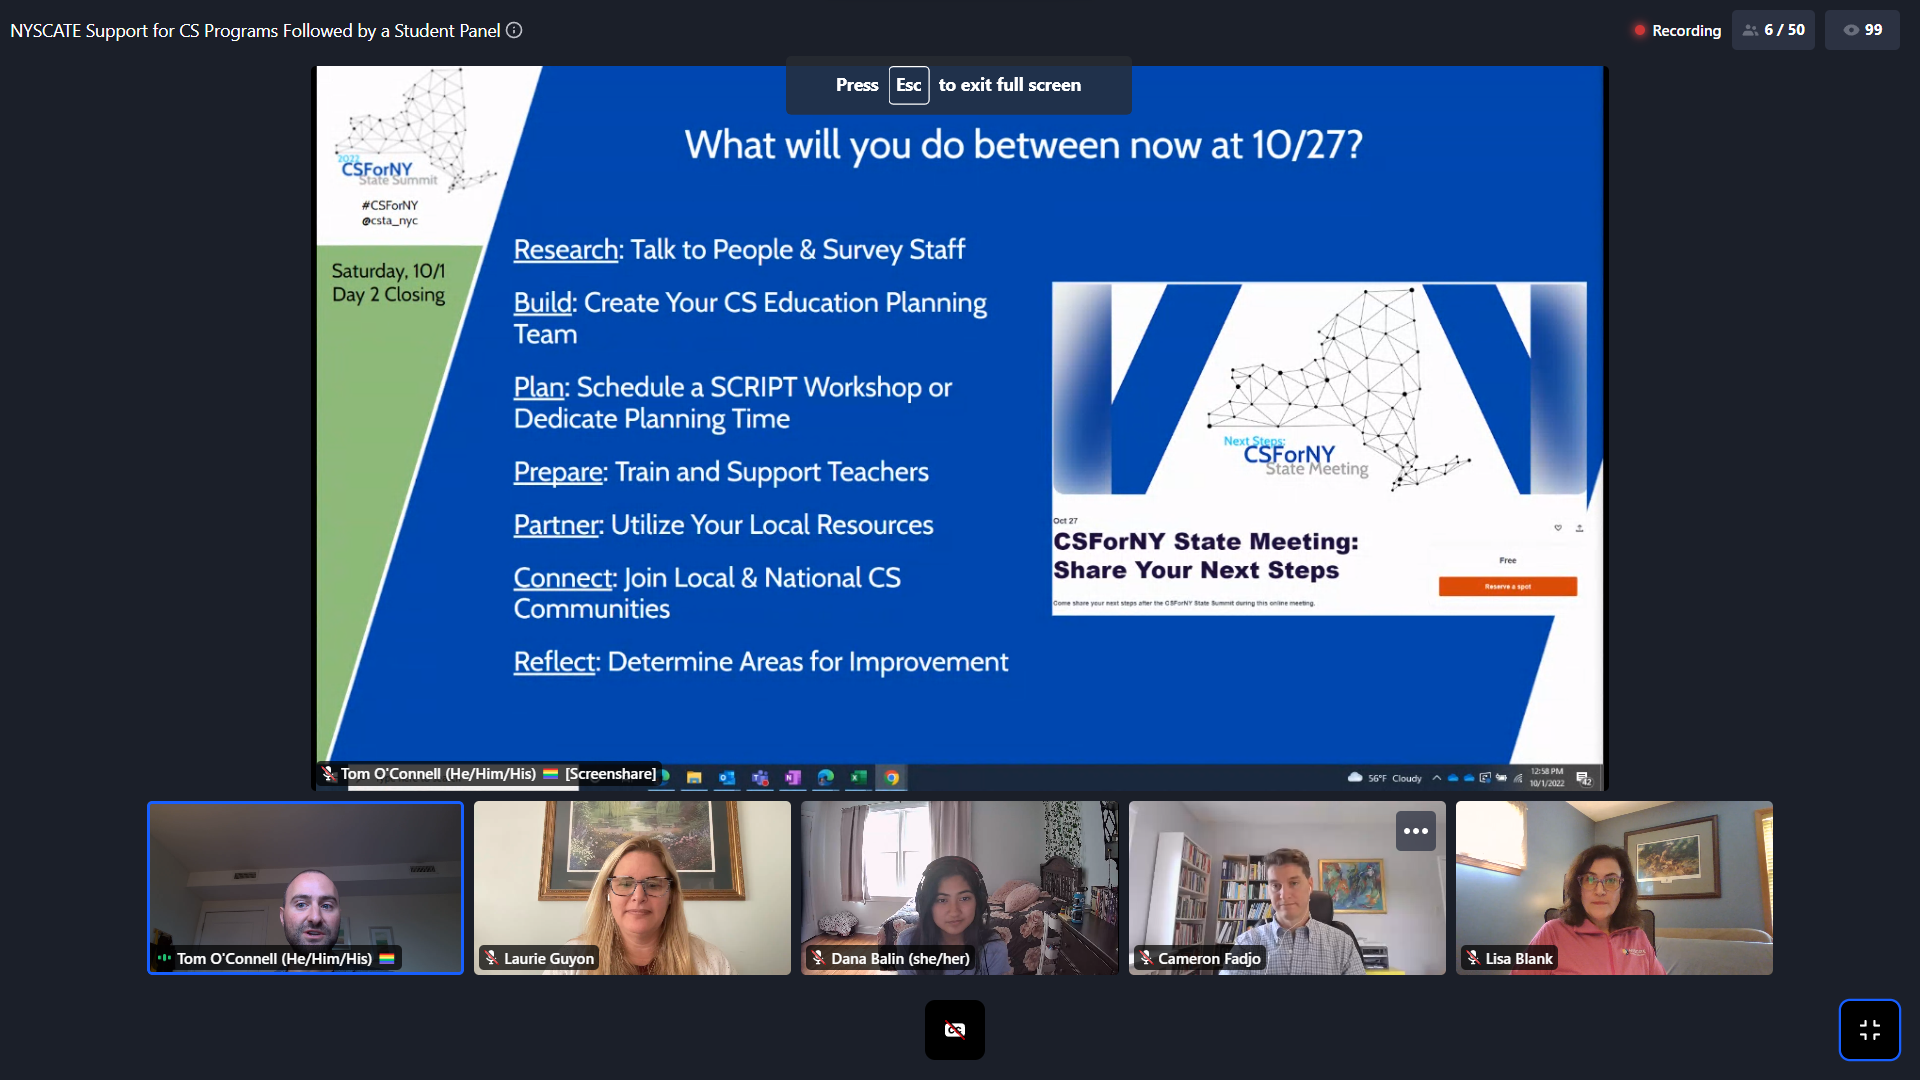 NYSCATE Support for CS Programs Followed by a Student Panel
Recording
6 / 50
99
Press Esc to exit full screen
2022
CSForNY
State Summit
#CSForNY
@csta_nyc
Saturday, 10/1
Day 2 Closing
What will you do between now at 10/27?
Research: Talk to People & Survey Staff
Build: Create Your CS Education Planning
Team
Plan: Schedule a SCRIPT Workshop or
Dedicate Planning Time
Prepare: Train and Support Teachers
Partner: Utilize Your Local Resources
Connect: Join Local & National CS
Communities
Reflect: Determine Areas for Improvement
Next Steps:
CSForNY
State Meeting
Oct 27
CSForNY State Meeting:
Share Your Next Steps
Come share your next steps after the CSForNY State Summit during this online meeting.
Free
Reserve a spot
Tom O'Connell (He/Him/His) [Screenshare]
56°F Cloudy
12:58 PM
10/1/2022
42
Tom O'Connell (He/Him/His)
Laurie Guyon
Dana Balin (she/her)
Cameron Fadjo
Lisa Blank
CC